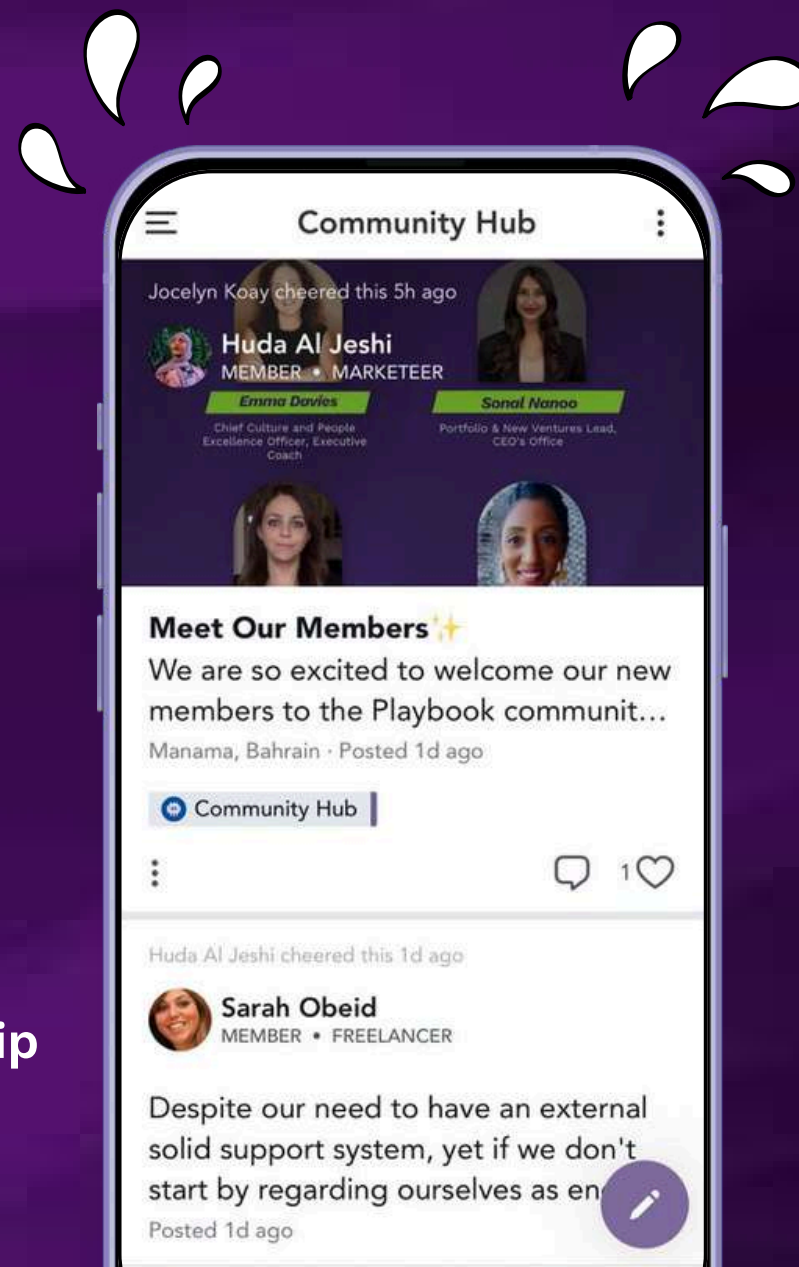 Community Hub
Jocelyn Koay cheered this 5h ago
Huda Al Jeshi
MEMBER • MARKETEER
Emma Davies
Chief Culture and People
Excellence Officer, Executive
Coach
Sonal Nanoo
Portfolio & New Ventures Lead,
CEO's Office
Meet Our Members✨
We are so excited to welcome our new
members to the Playbook communit...
Manama, Bahrain · Posted 1d ago
Community Hub
1
Huda Al Jeshi cheered this 1d ago
Sarah Obeid
MEMBER • FREELANCER
ip
Despite our need to have an external
solid support system, yet if we don't
start by regarding ourselves as en
Posted 1d ago